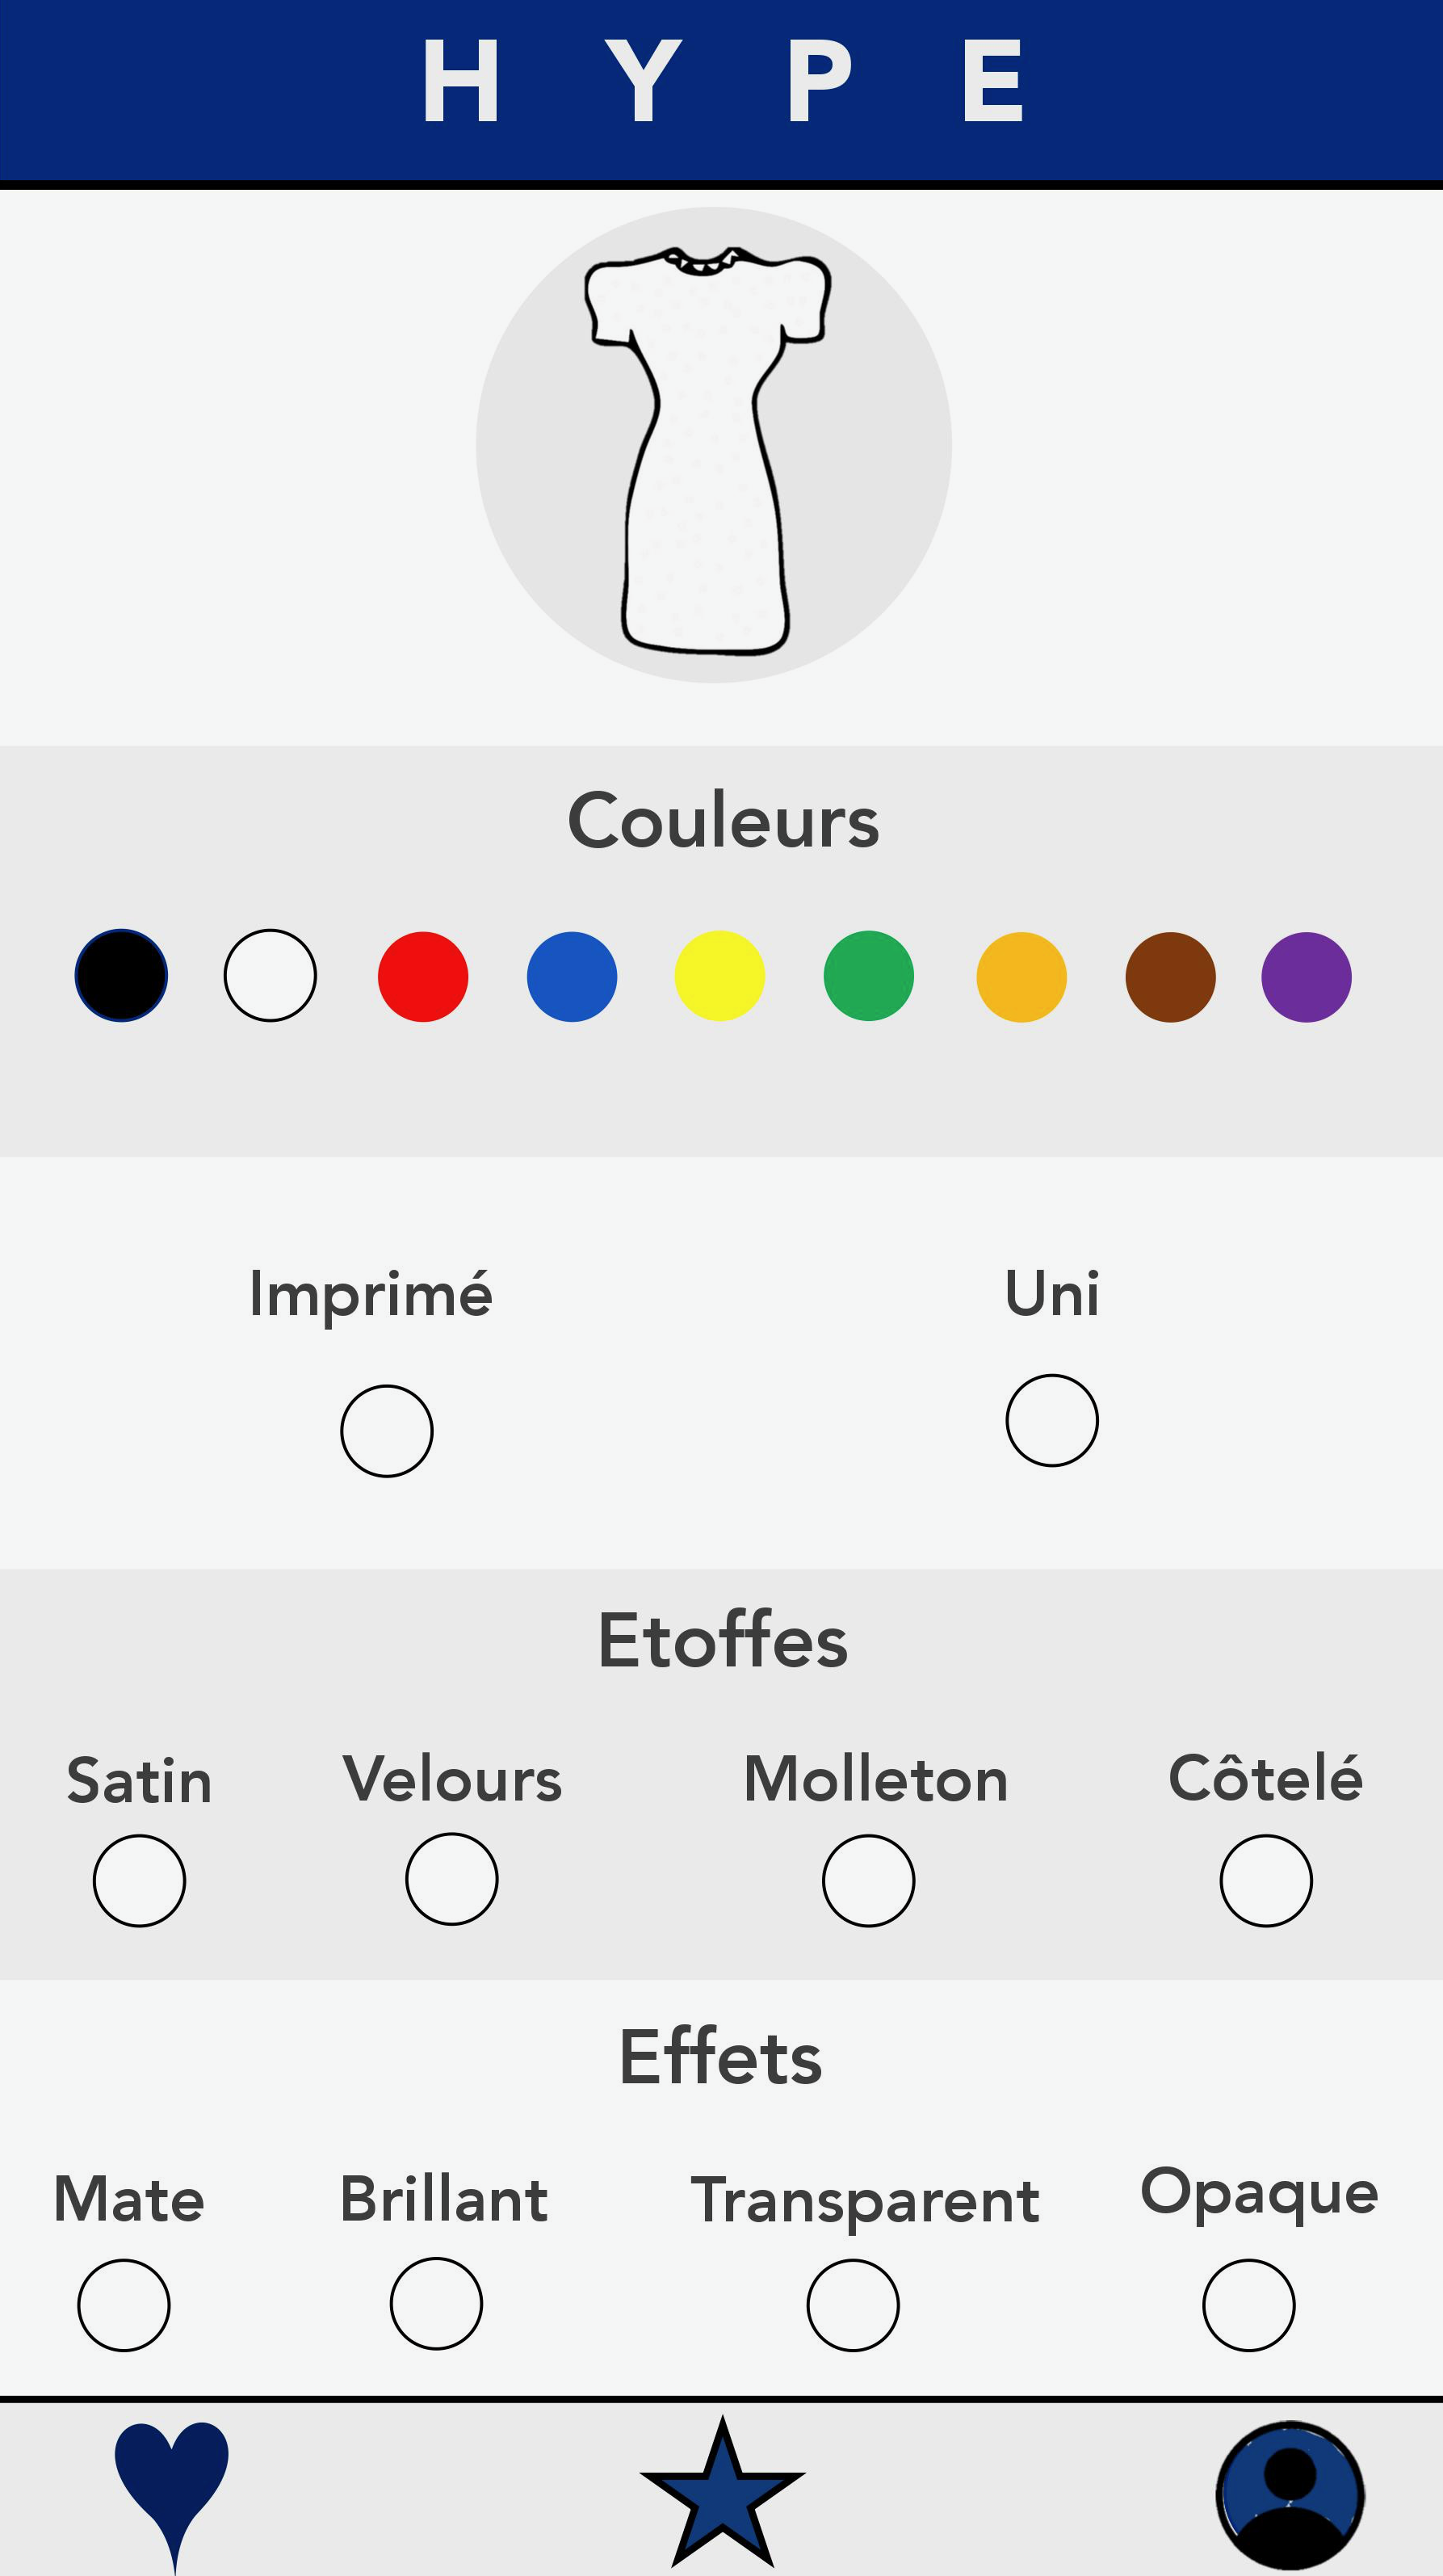 H Y P E
Couleurs
Imprimé Uni
Etoffes
Satin Velours Molleton Côtelé
Effets
Mate Brillant Transparent Opaque